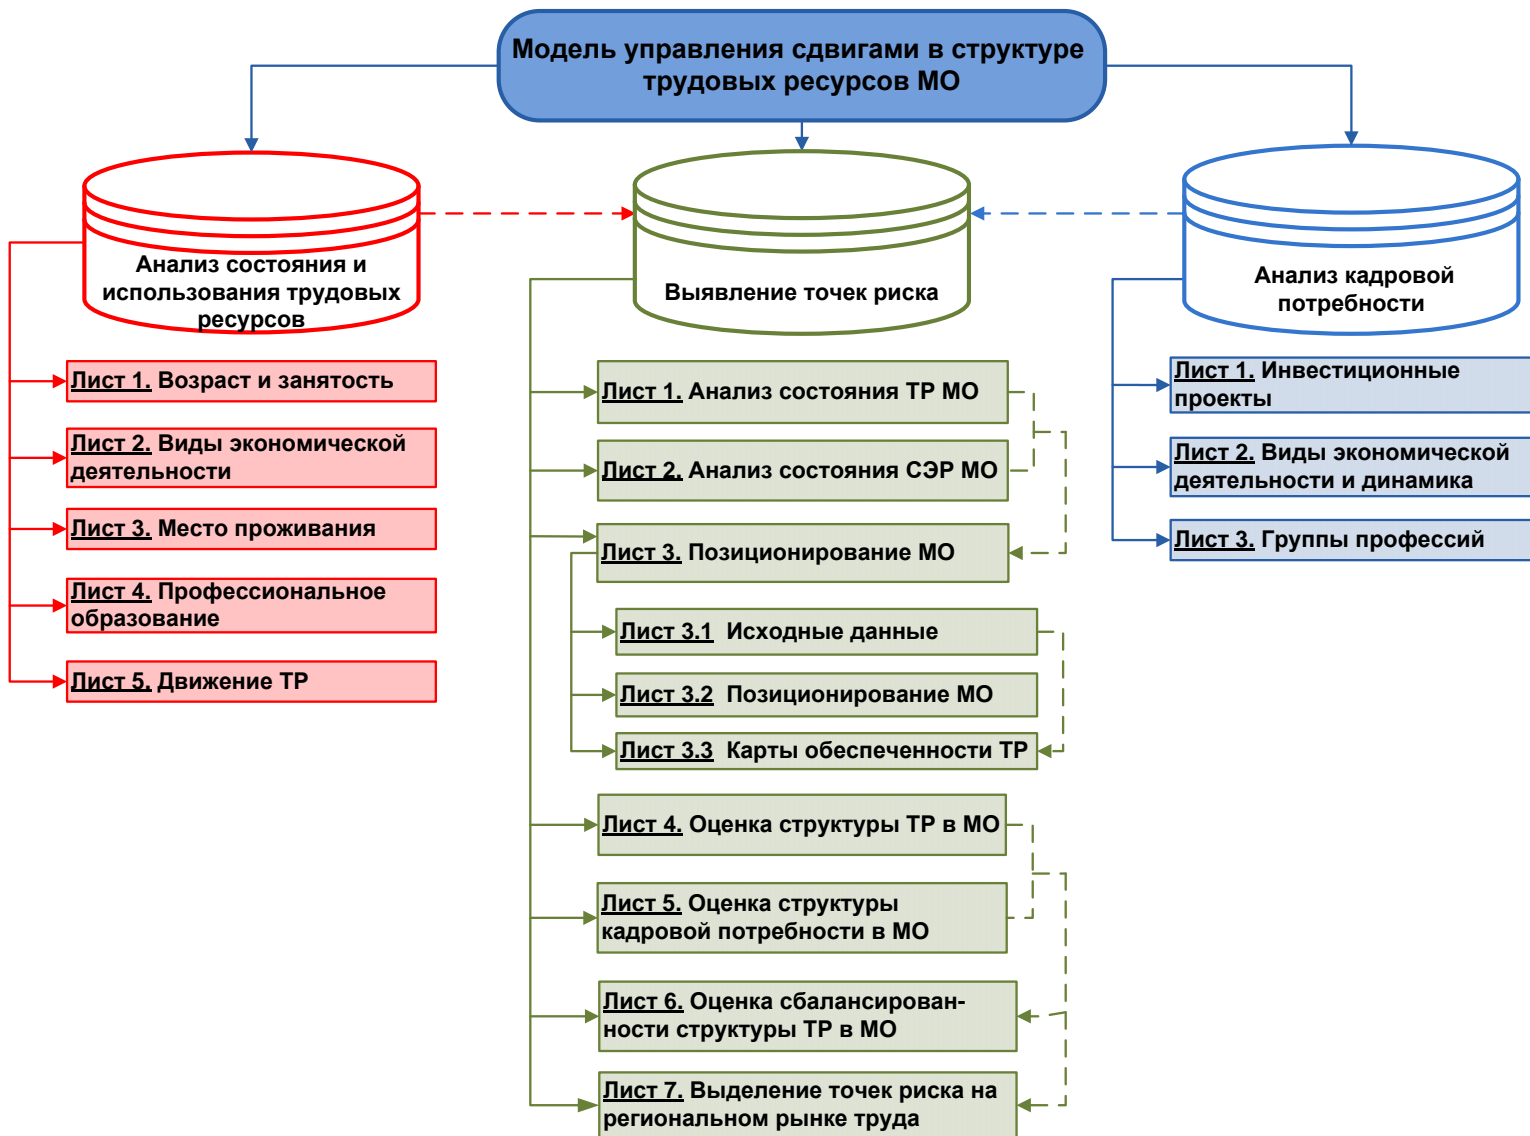 Модель управления сдвигами в структуре
трудовых ресурсов МО
Анализ состояния и
использования трудовых
ресурсов
Лист 1. Возраст и занятость
Лист 2. Виды экономической
деятельности
Лист 3. Место проживания
Лист 4. Профессиональное
образование
Лист 5. Движение ТР
Выявление точек риска
Лист 1. Анализ состояния ТР МО
Лист 2. Анализ состояния СЭР МО
Лист 3. Позиционирование МО
Лист 3.1 Исходные данные
Лист 3.2 Позиционирование МО
Лист 3.3 Карты обеспеченности ТР
Лист 4. Оценка структуры ТР в МО
Лист 5. Оценка структуры
кадровой потребности в МО
Лист 6. Оценка сбалансирован-
ности структуры ТР в МО
Лист 7. Выделение точек риска на
региональном рынке труда
Анализ кадровой
потребности
Лист 1. Инвестиционные
проекты
Лист 2. Виды экономической
деятельности и динамика
Лист 3. Группы профессий